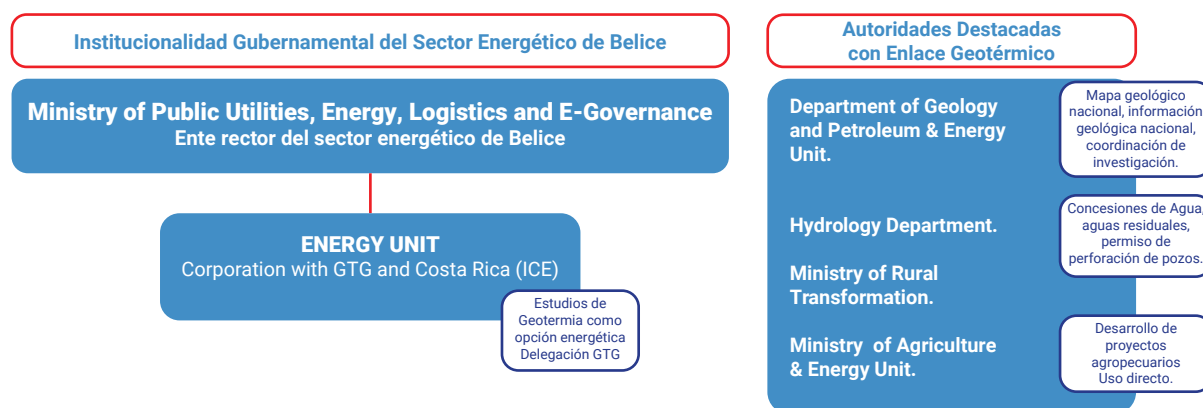 Institucionalidad Gubernamental del Sector Energético de Belice
Ministry of Public Utilities, Energy, Logistics and E-Governance
Ente rector del sector energético de Belice
ENERGY UNIT
Corporation with GTG and Costa Rica (ICE)
Estudios de
Geotermia como
opción energética
Delegación GTG
Autoridades Destacadas
con Enlace Geotérmico
Department of Geology
and Petroleum & Energy
Unit.
Mapa geológico
nacional, información
geológica nacional,
coordinación de
investigación.
Hydrology Department.
Concesiones de Agua,
aguas residuales,
permiso de
perforación de pozos.
Ministry of Rural
Transformation.
Ministry of Agriculture
& Energy Unit.
Desarrollo de
proyectos
agropecuarios
Uso directo.